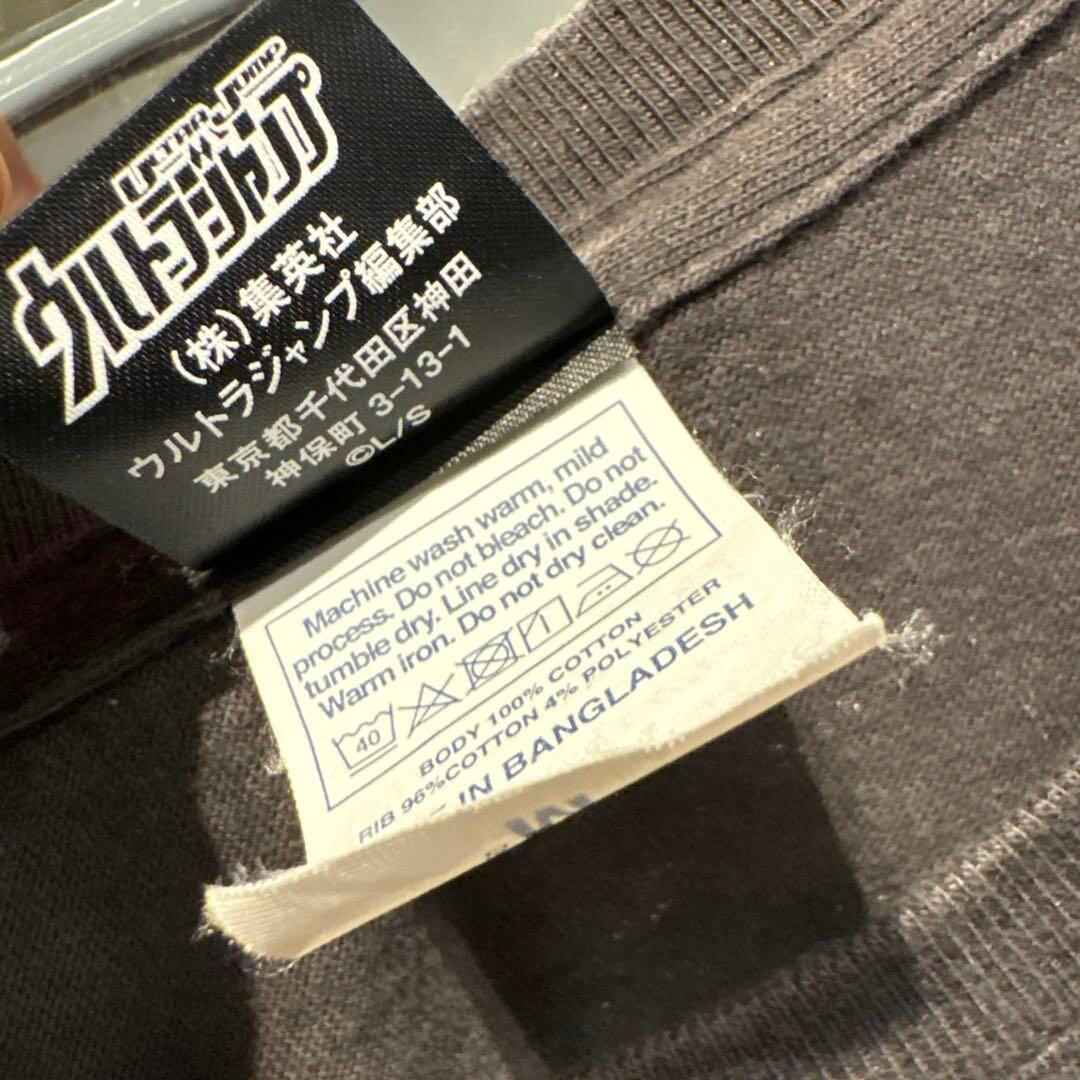 ULTRA JUMP
ウルトラジャンプ
(株)集英社
ウルトラジャンプ編集部
東京都千代田区神田
神保町 3-13-1
©L/S
Machine wash warm, mild
process. Do not bleach. Do not
tumble dry. Line dry in shade.
Warm iron. Do not dry clean.
40
BODY 100% COTTON
RIB 96%COTTON 4% POLYESTER
IN BANGLADESH